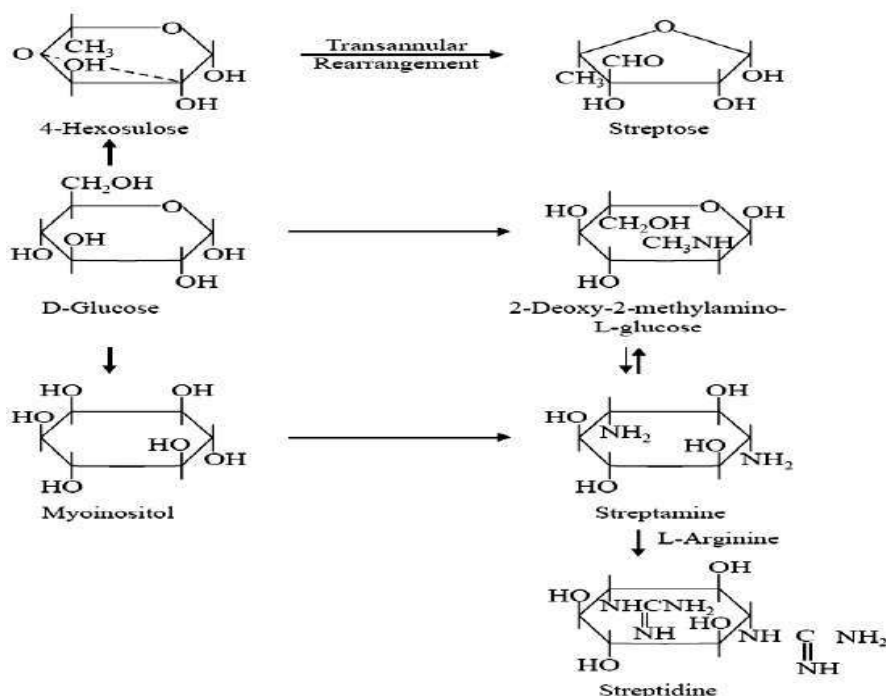 O
O
CH3
OH
OH
OH
4-Hexosulose
Transannular
Rearrangement
O
CHO
CH3
OH
HO
OH
Streptose
CH2OH
O
OH
HO
OH
OH
D-Glucose
HO
O
OH
CH2OH
CH3NH
HO
2-Deoxy-2-methylamino-
L-glucose
HO
OH
HO
HO
OH
HO
Myoinositol
OH
HO
NH2
HO
NH2
HO
Streptamine
L-Arginine
OH
HO
NHCNH2
NH
HO
NH
C
NH2
HO
NH
Streptidine